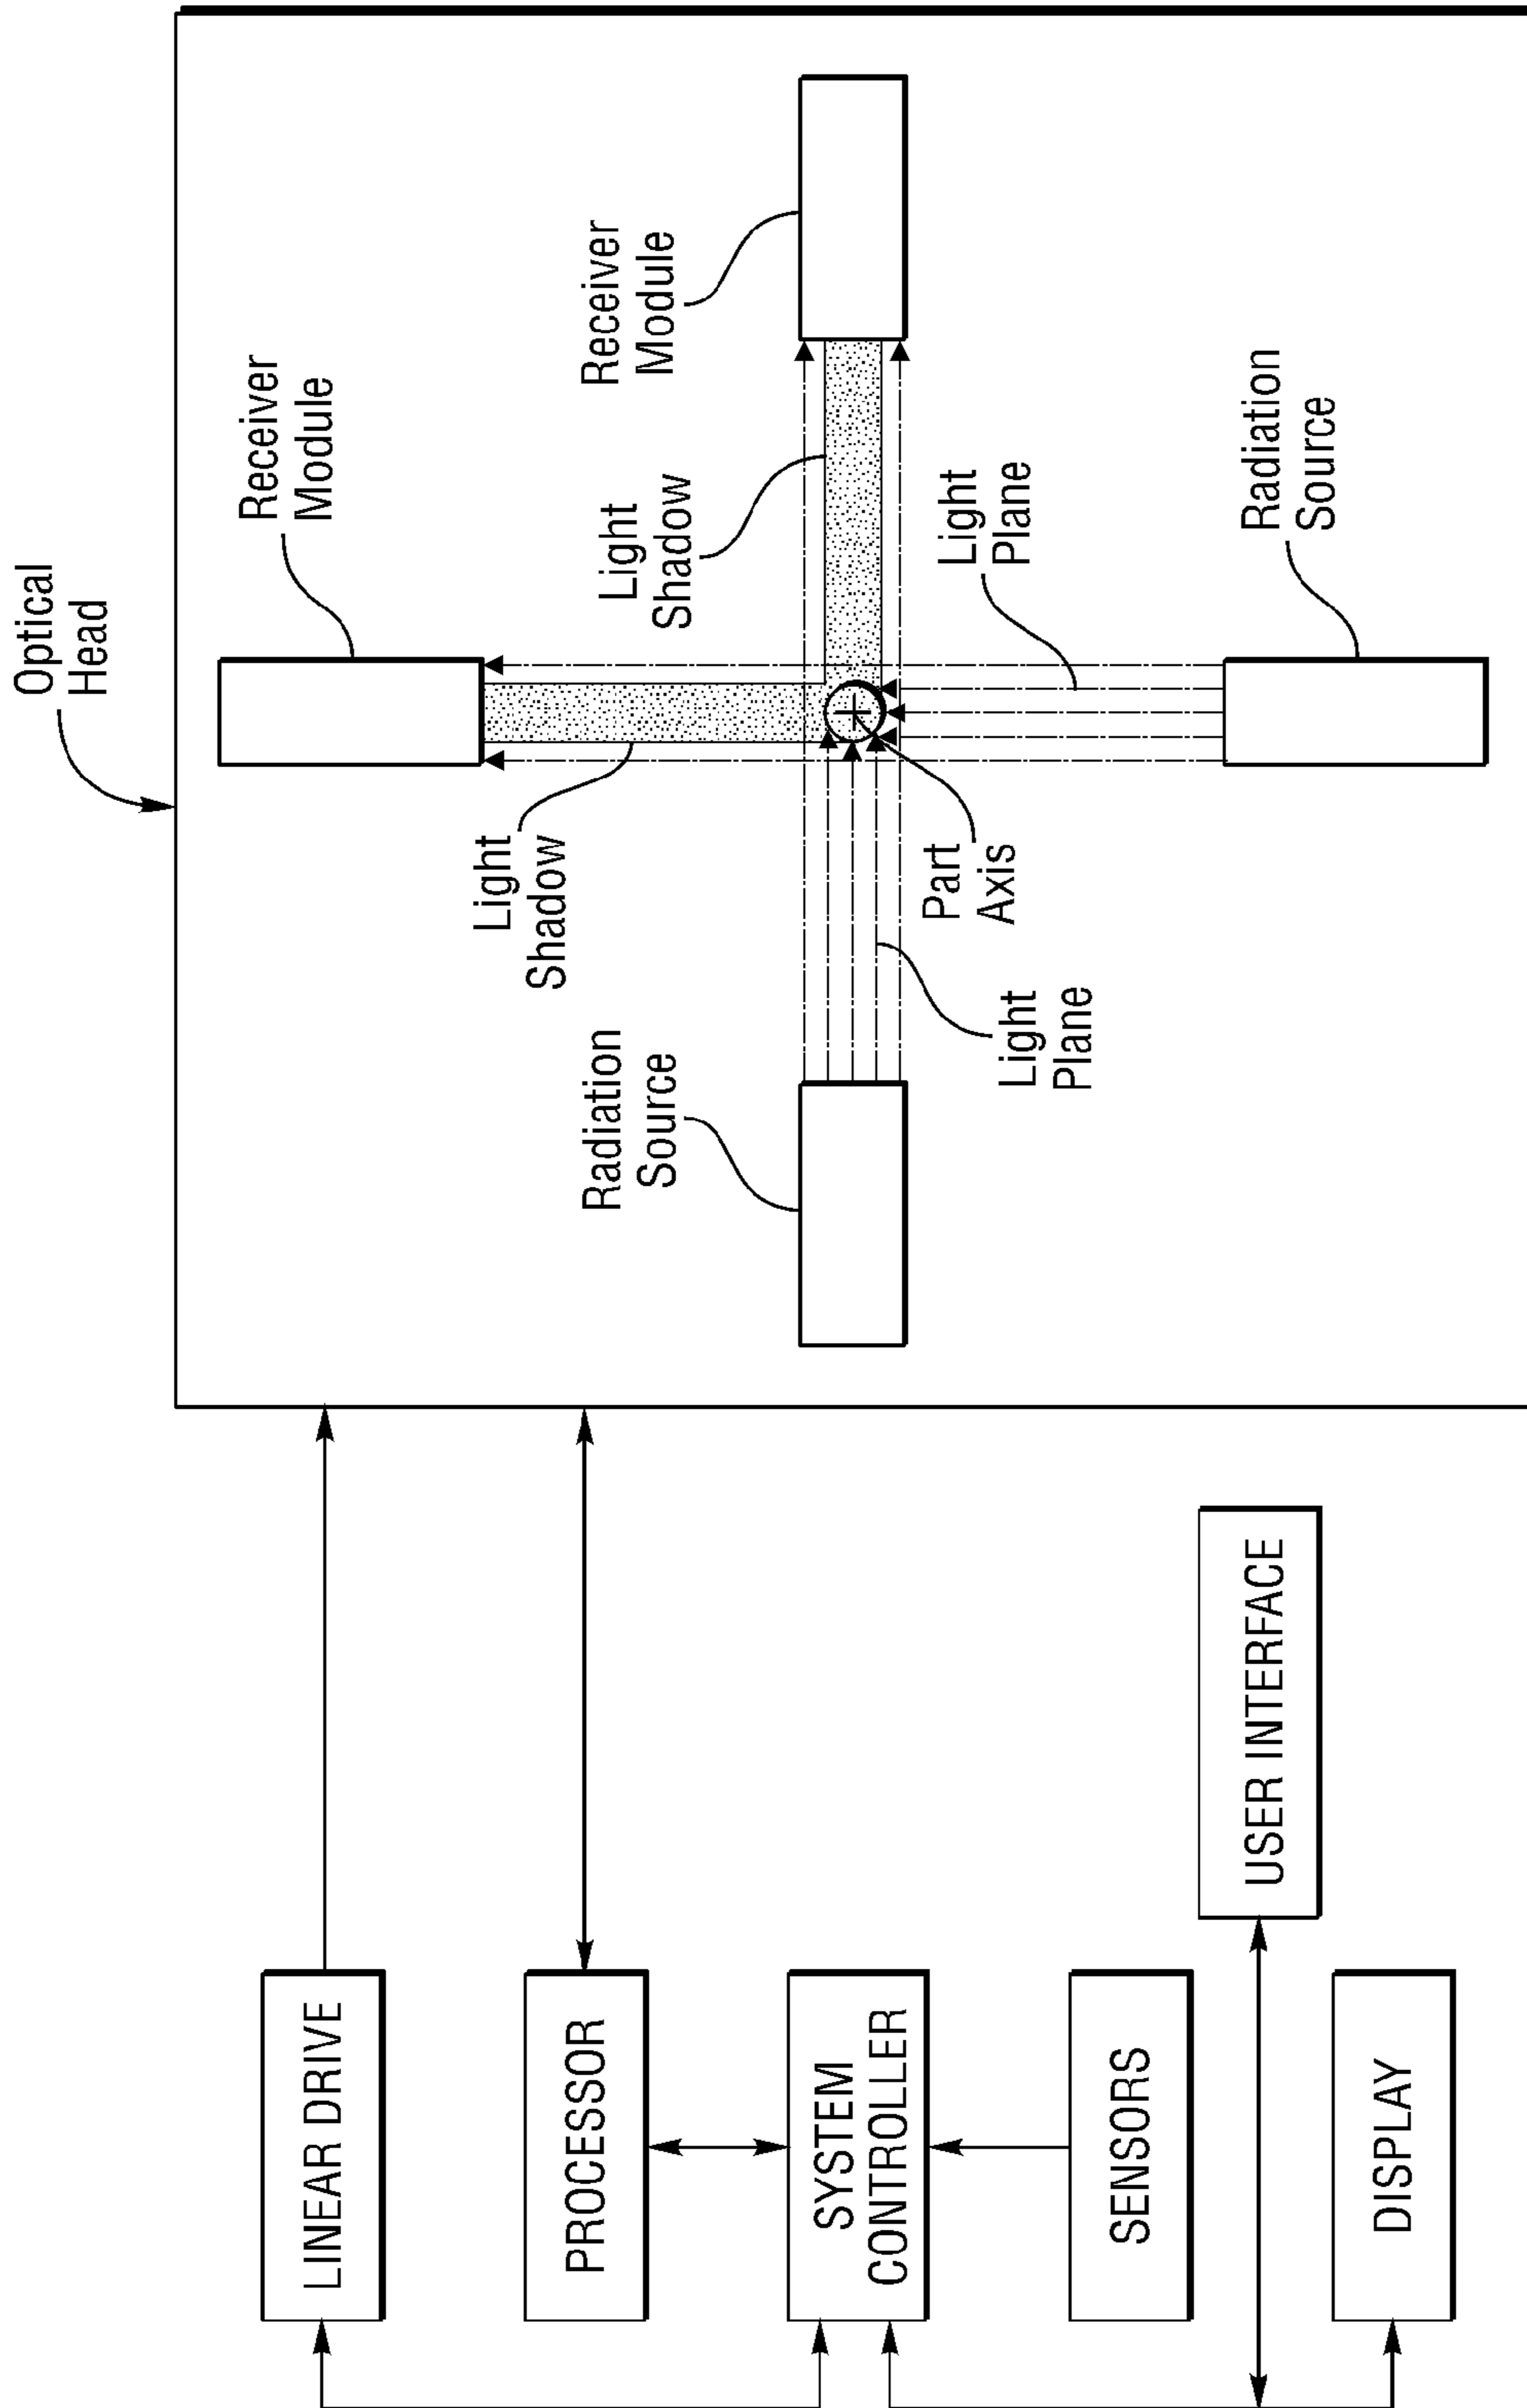 Optical
Head
Receiver
Module
Receiver
Module
Light
Shadow
Light
Shadow
Light
Plane
Radiation
Source
Part
Axis
Light
Plane
Radiation
Source
LINEAR DRIVE
PROCESSOR
SYSTEM
CONTROLLER
SENSORS
USER INTERFACE
DISPLAY